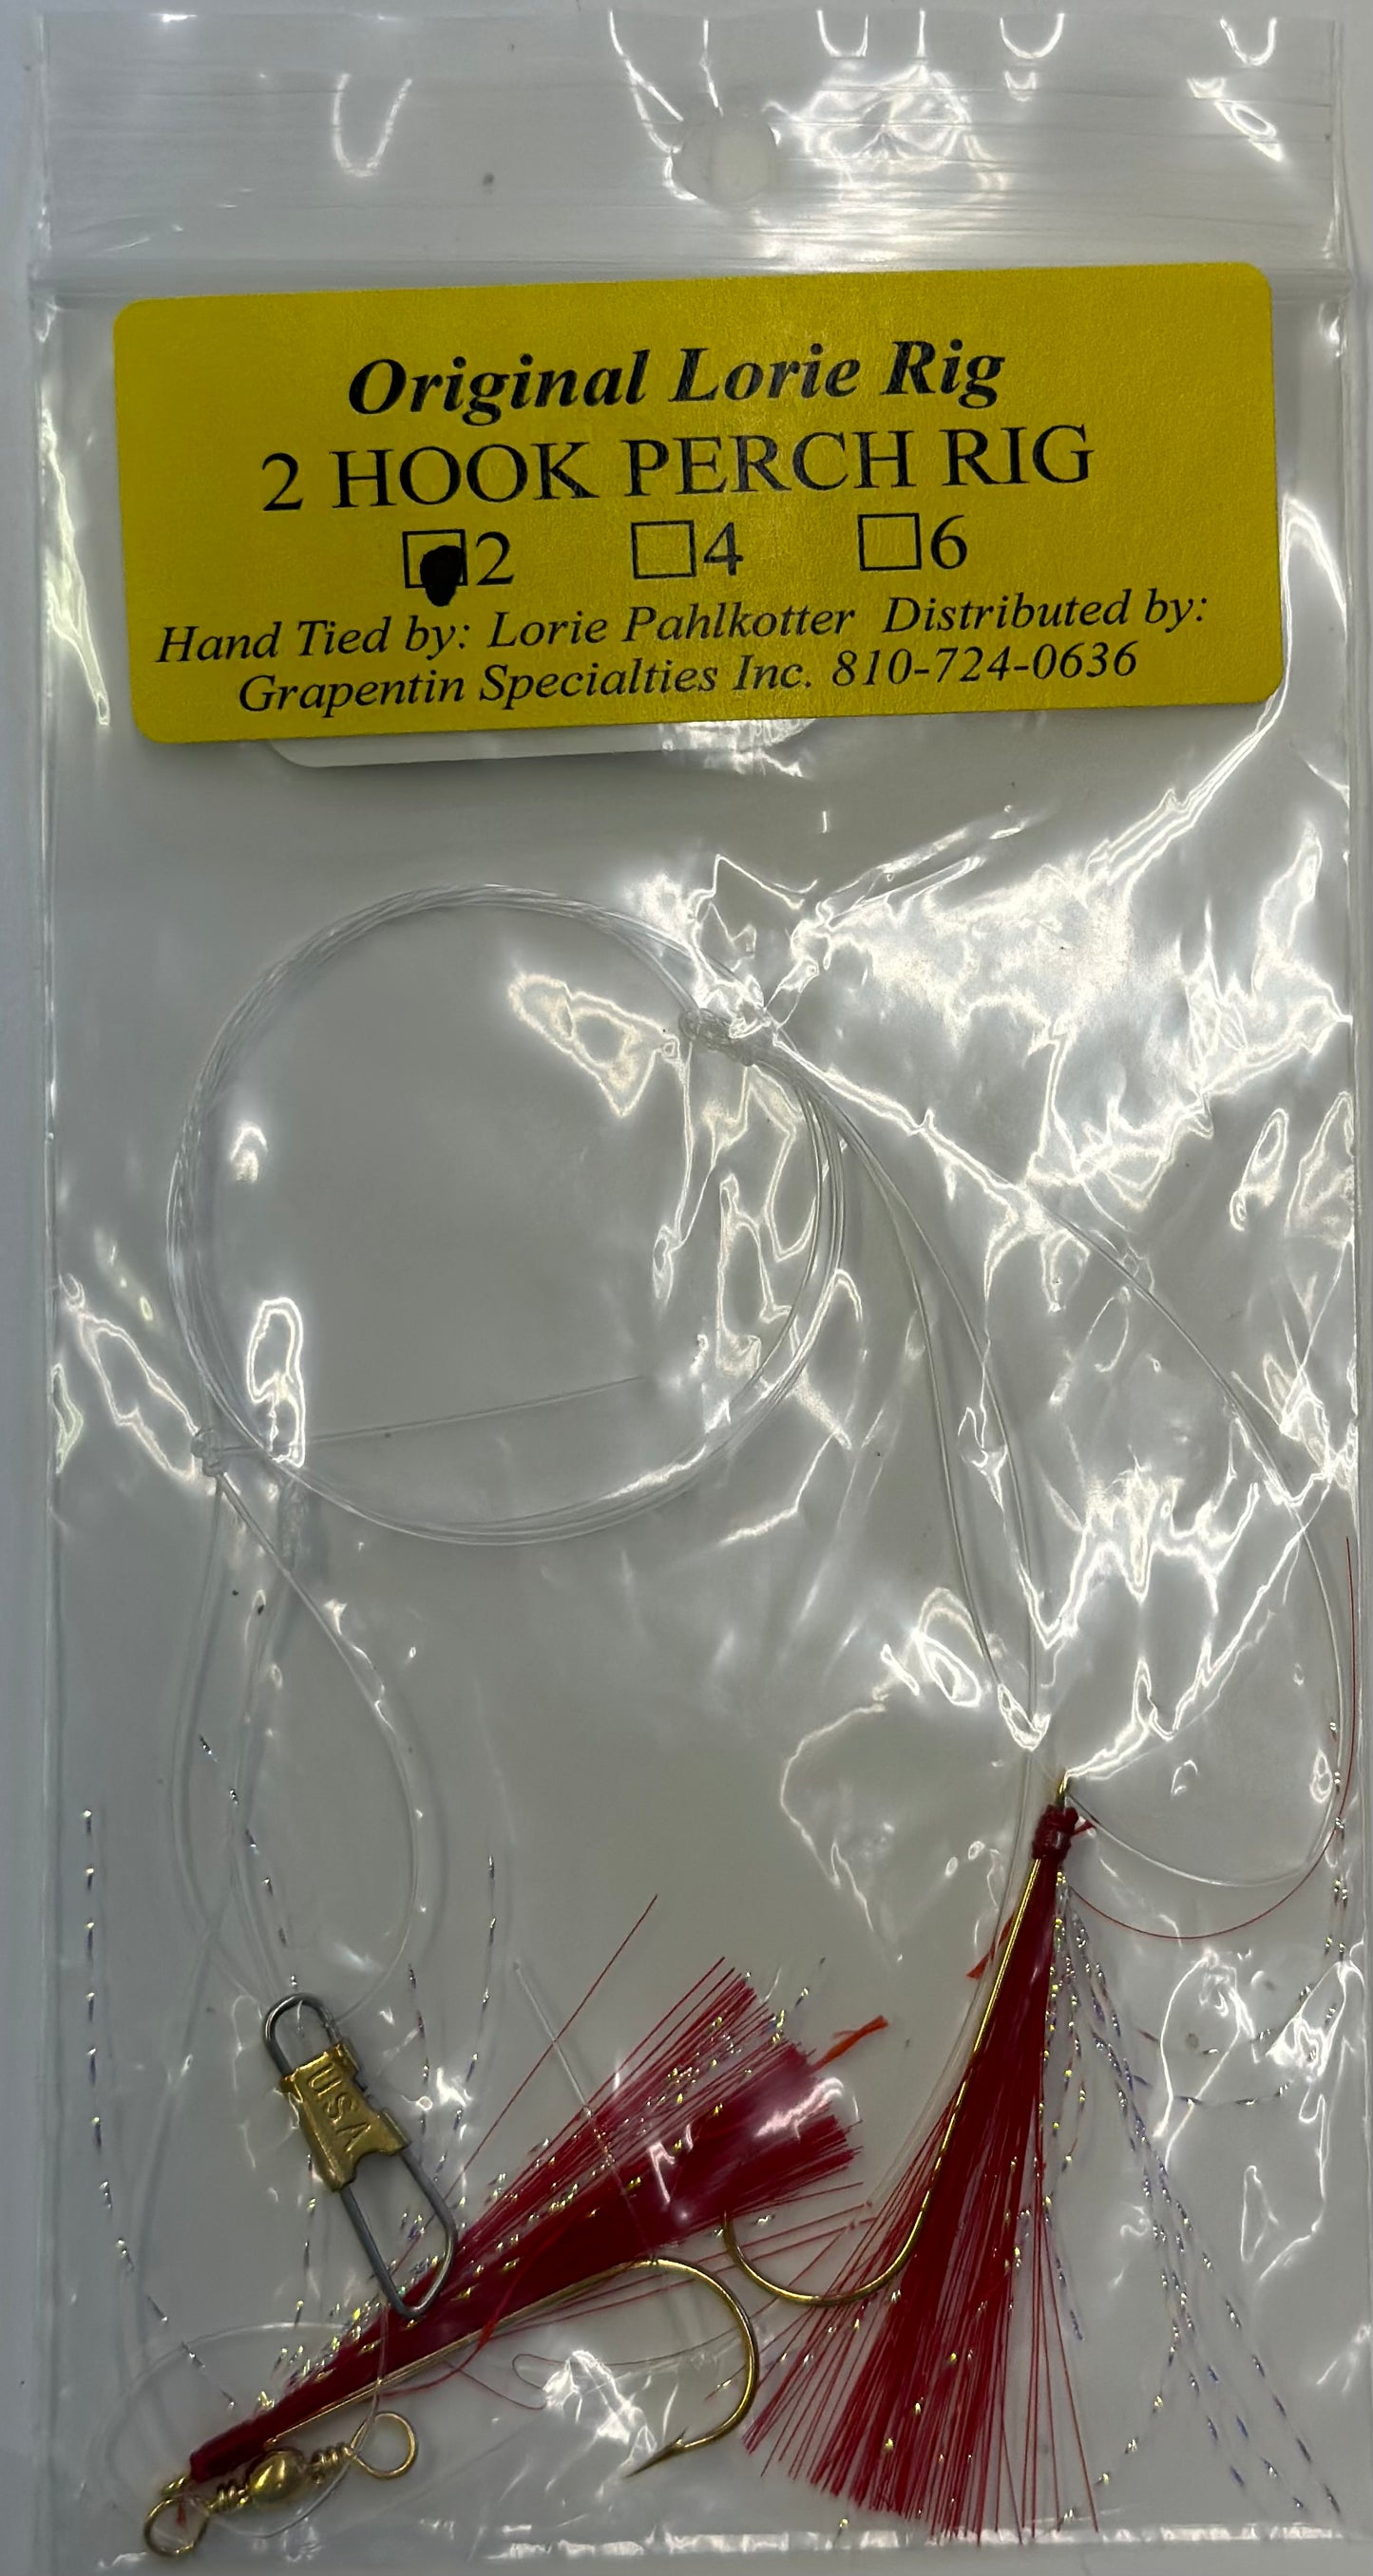 Original Lorie Rig
2 HOOK PERCH RIG
2 4 6
Hand Tied by: Lorie Pahlkotter Distributed by:
Grapentin Specialties Inc. 810-724-0636
USA